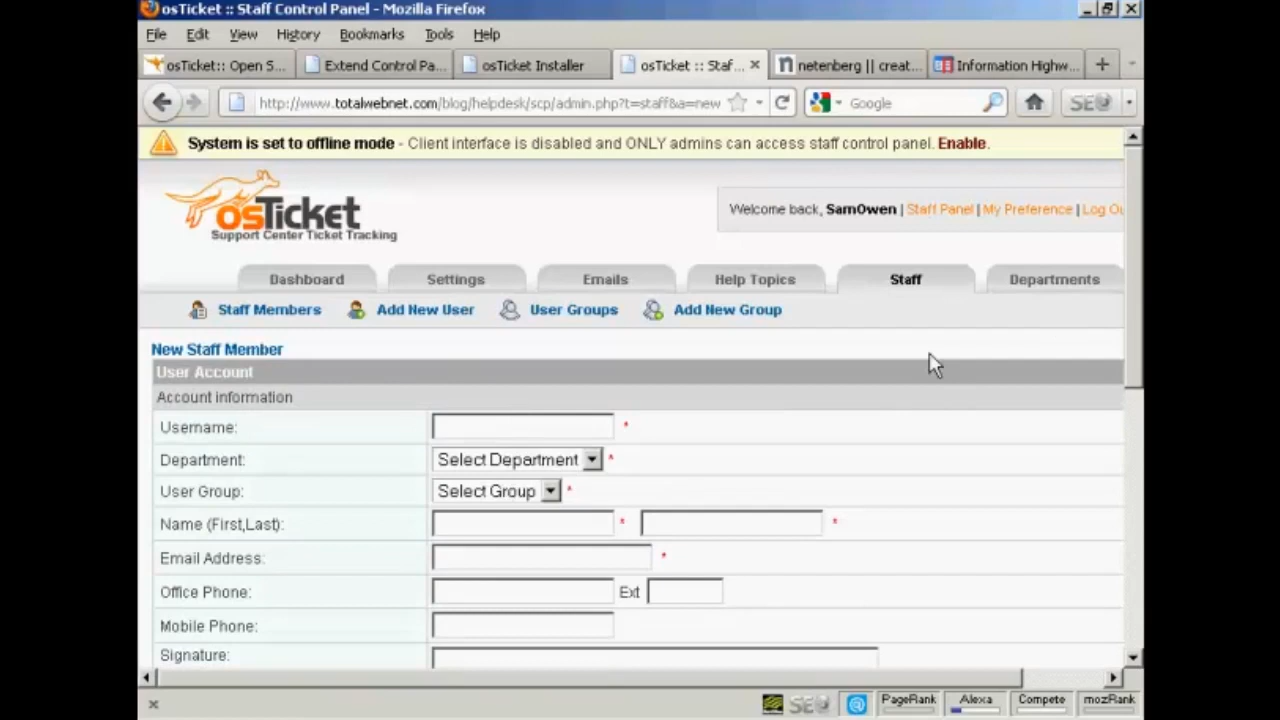 osTicket :: Staff Control Panel - Mozilla Firefox
File Edit View History Bookmarks Tools Help
osTicket:: Open S... Extend Control Pa... osTicket Installer osTicket :: Staf... netenberg || creat... Information Highw...
http://www.totalwebnet.com/blog/helpdesk/scp/admin.php?t=staff&a=new Google SEO
System is set to offline mode - Client interface is disabled and ONLY admins can access staff control panel. Enable.
osTicket
Support Center Ticket Tracking
Welcome back, SamOwen | Staff Panel | My Preference | Log Ou
Dashboard Settings Emails Help Topics Staff Departments
Staff Members Add New User User Groups Add New Group
New Staff Member
User Account
Account information
Username: *
Department: Select Department *
User Group: Select Group *
Name (First,Last): * *
Email Address: *
Office Phone: Ext
Mobile Phone:
Signature:
SEO PageRank Alexa Compete mozRank